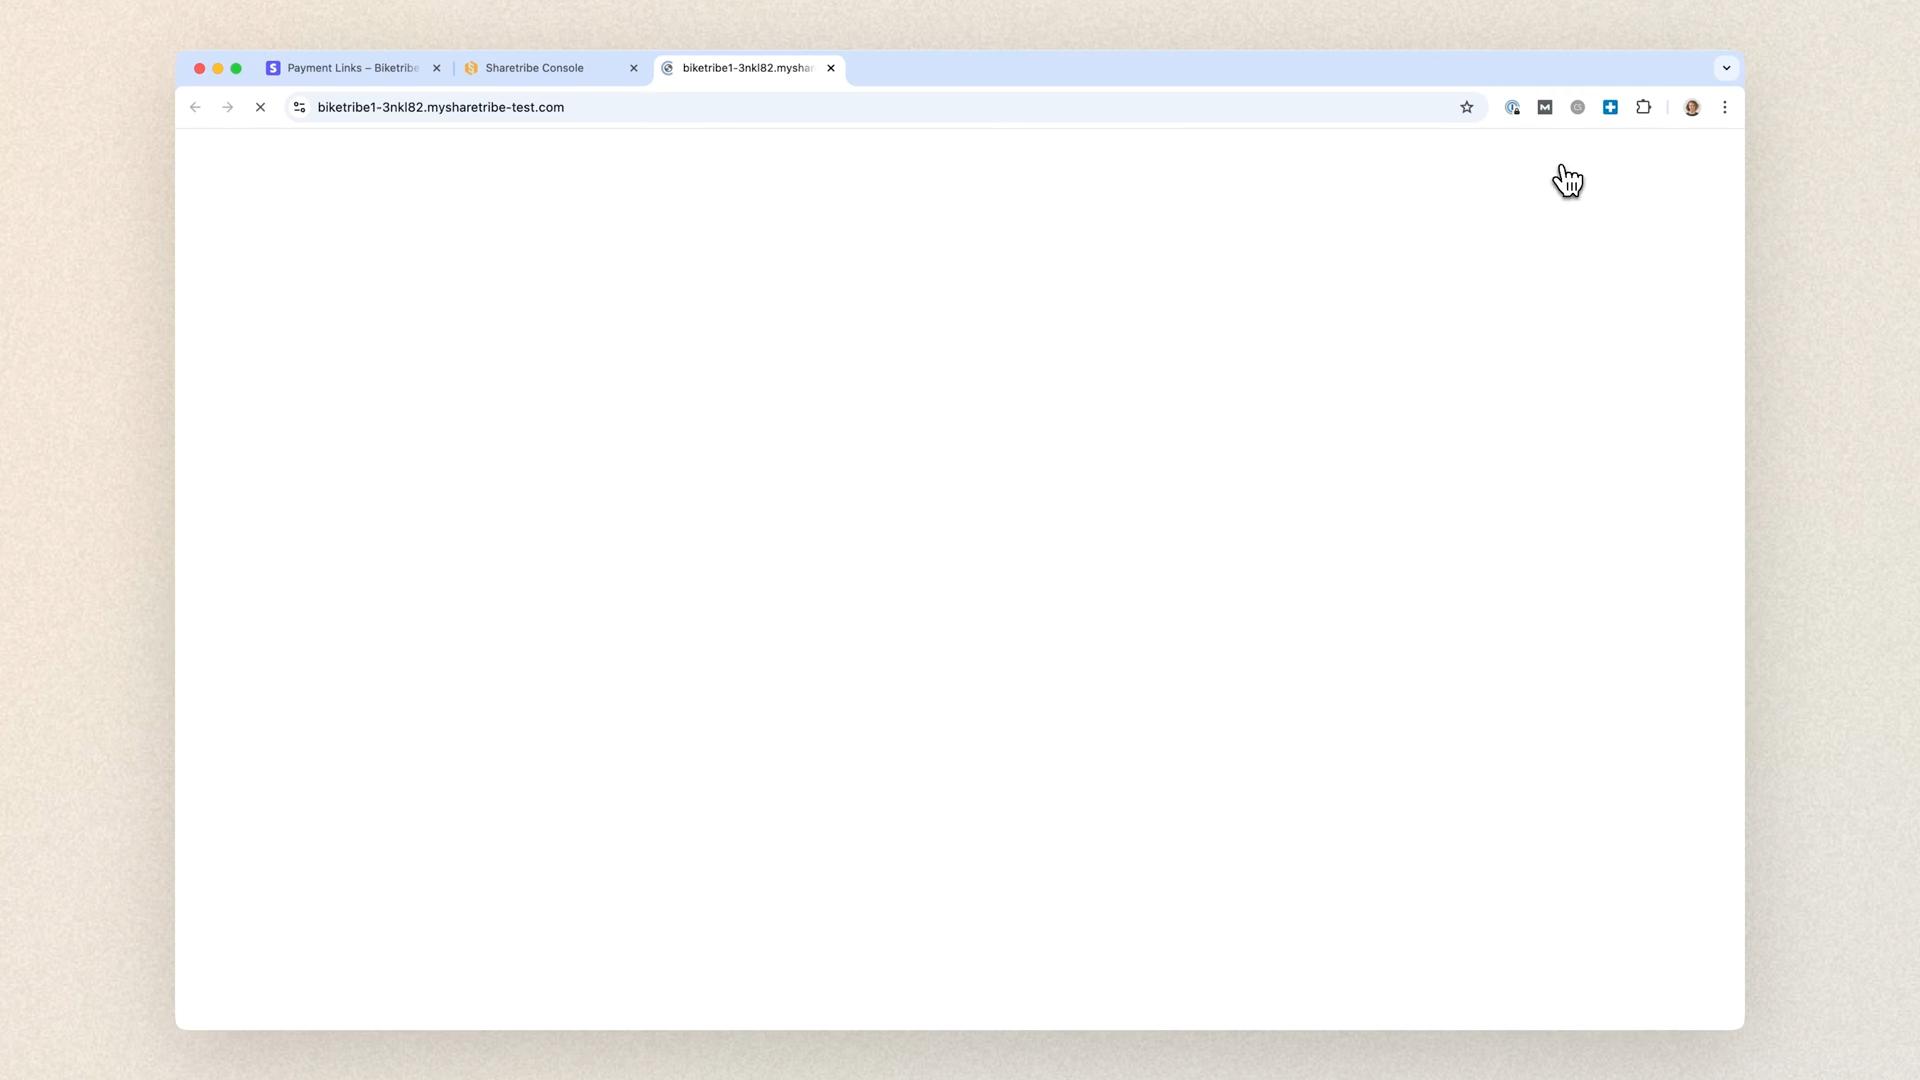 Payment Links – Biketribe
Sharetribe Console
biketribe1-3nkl82.myshar
biketribe1-3nkl82.mysharetribe-test.com